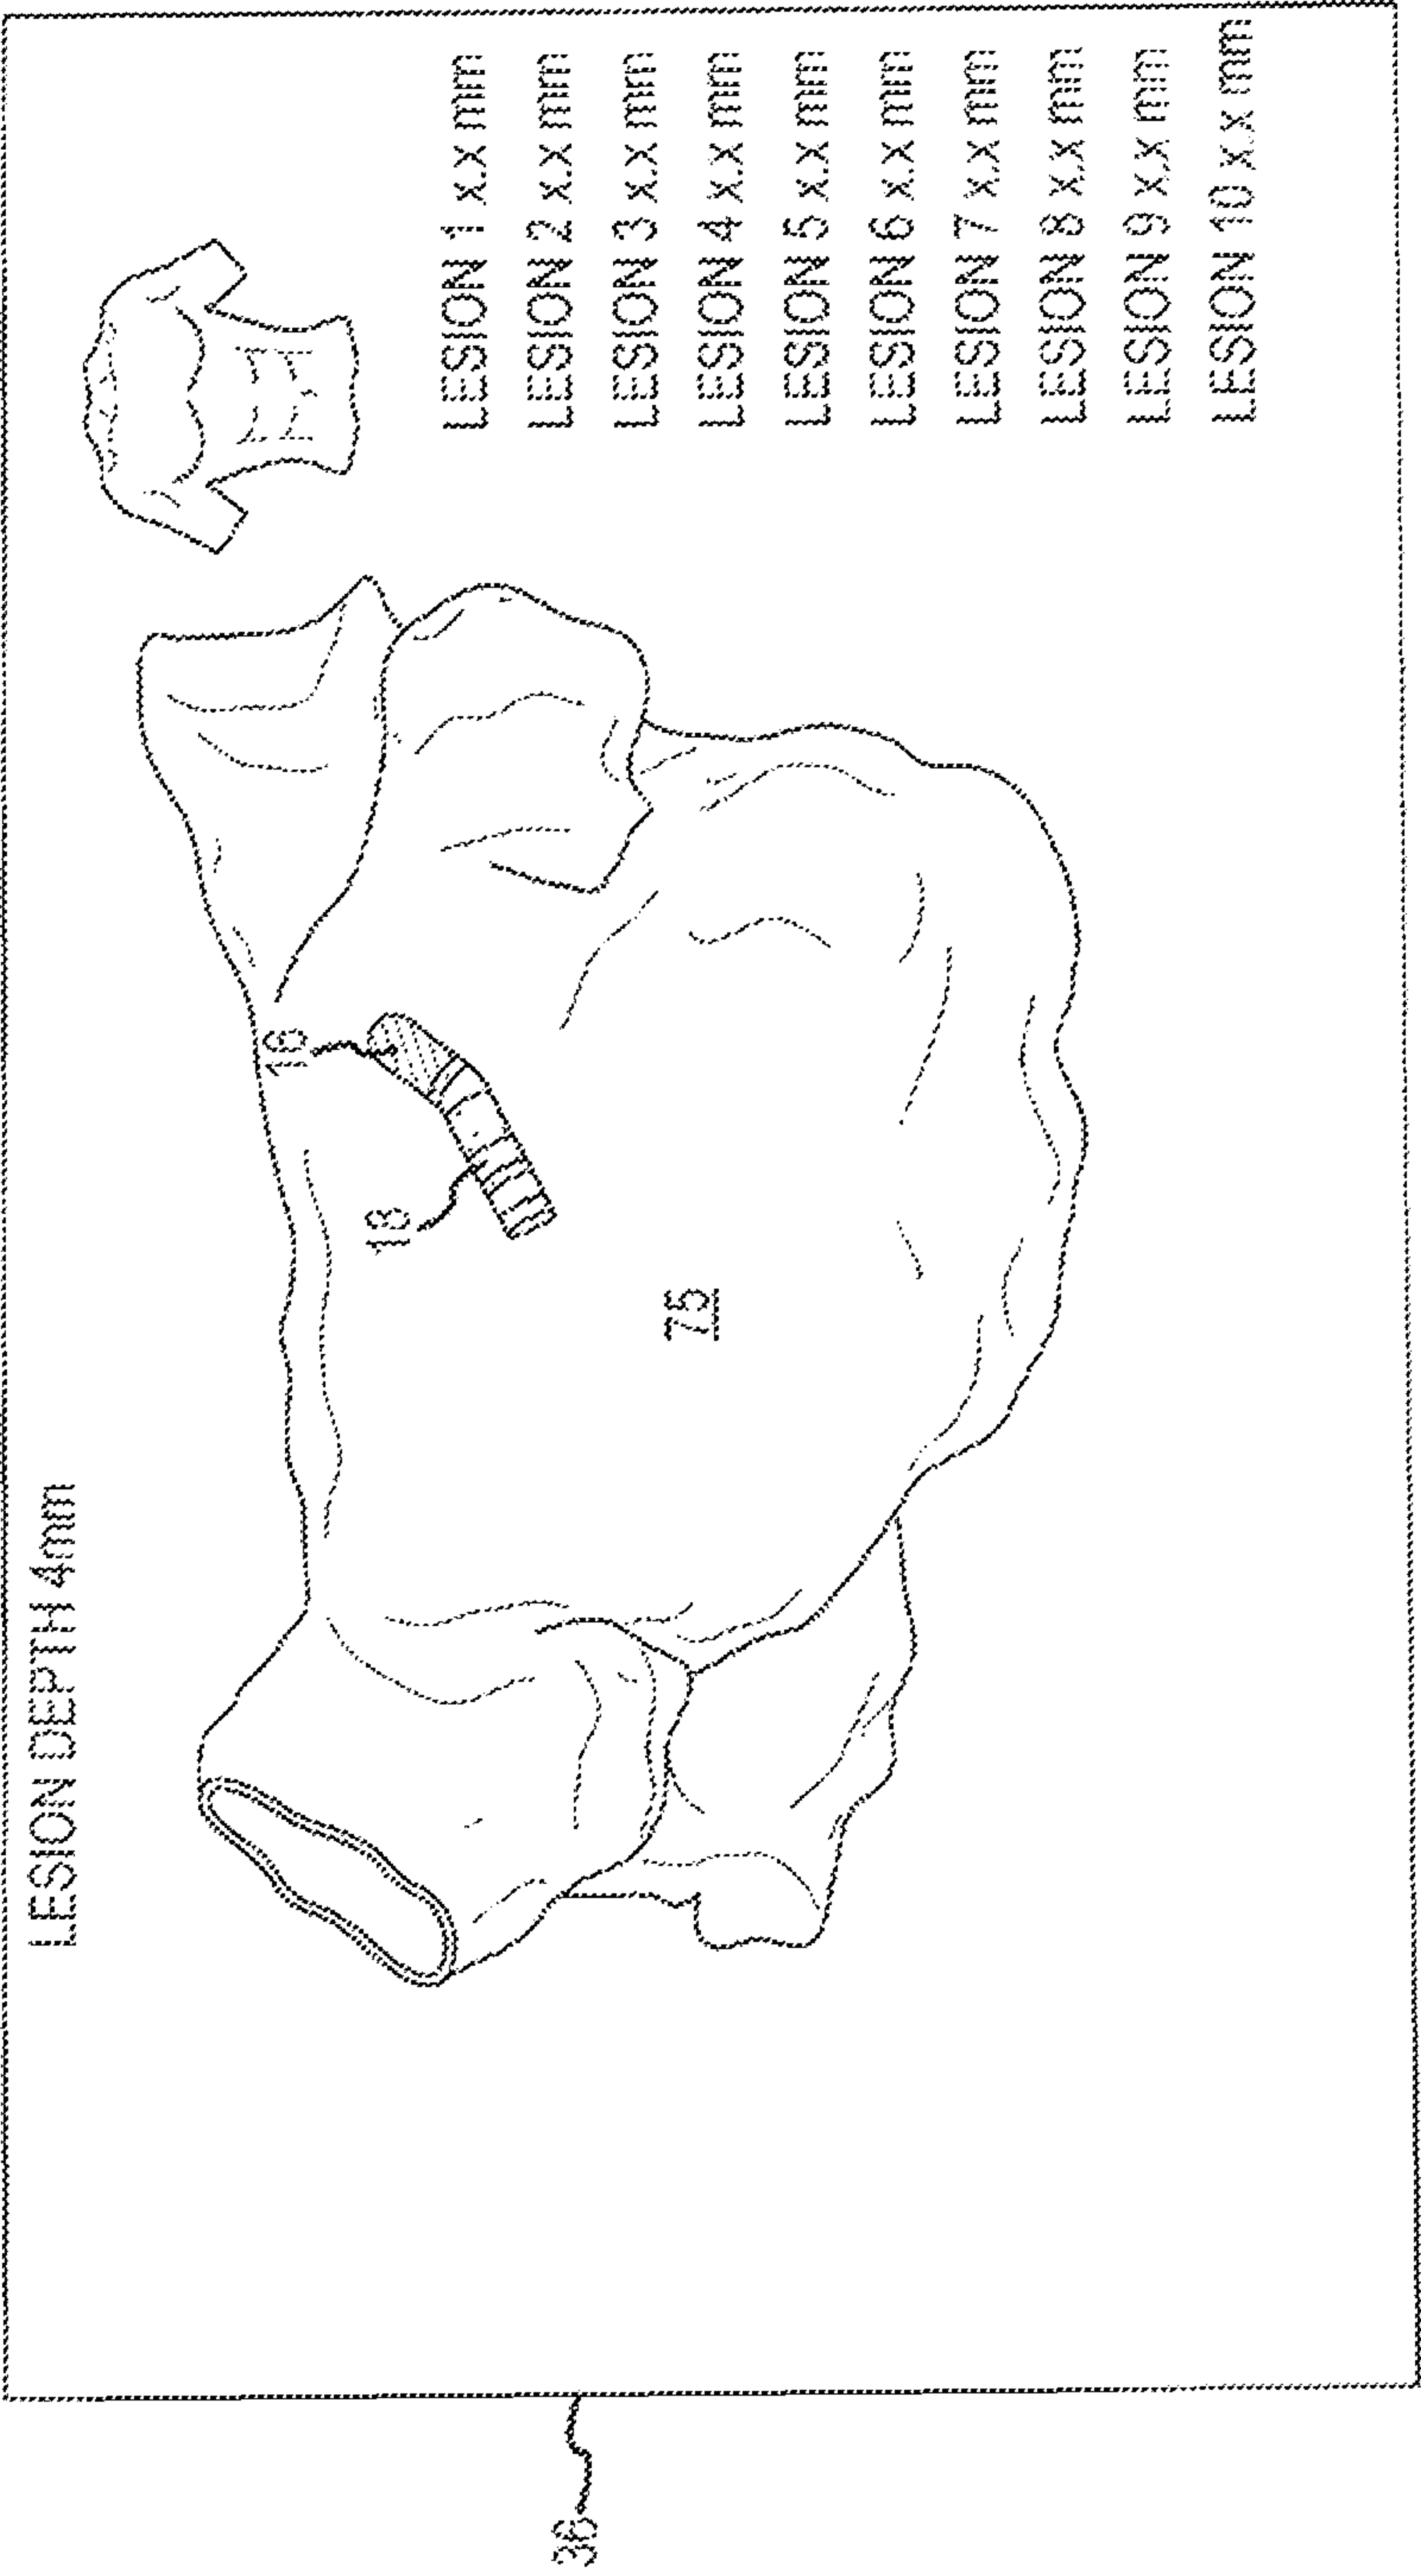 LESION DEPTH 4mm
LESION 1 x.x mm
LESION 2 x.x mm
LESION 3 x.x mm
LESION 4 x.x mm
LESION 5 x.x mm
LESION 6 x.x mm
LESION 7 x.x mm
LESION 8 x.x mm
LESION 9 x.x mm
LESION 10 x.x mm
16
18
75
36